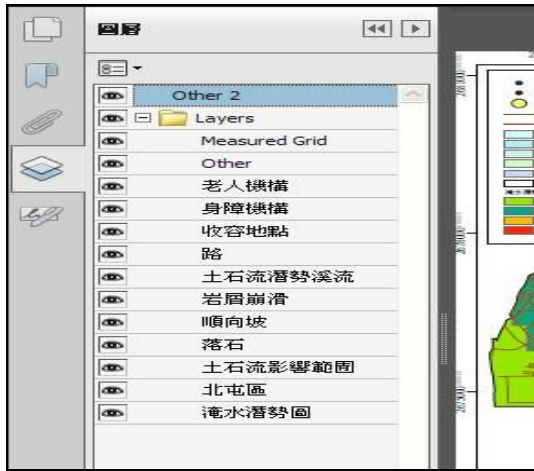 圖層
Other 2
Layers
Measured Grid
Other
老人機構
身障機構
收容地點
路
土石流潛勢溪流
岩屑崩滑
順向坡
落石
土石流影響範圍
北屯區
淹水潛勢圖